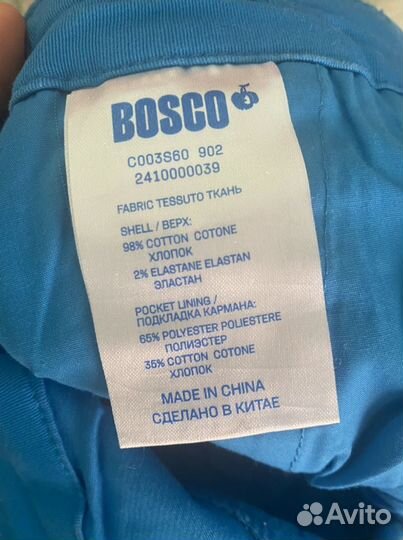 BOSCO
C003S60 902
2410000039
FABRIC TESSUTO ТКАНЬ
SHELL / ВЕРХ:
98% COTTON COTONE
ХЛОПОК
2% ELASTANE ELASTAN
ЭЛАСТАН
POCKET LINING /
ПОДКЛАДКА КАРМАНА:
65% POLYESTER POLIESTERE
ПОЛИЭСТЕР
35% COTTON COTONE
ХЛОПОК
MADE IN CHINA
СДЕЛАНО В КИТАЕ
Avito